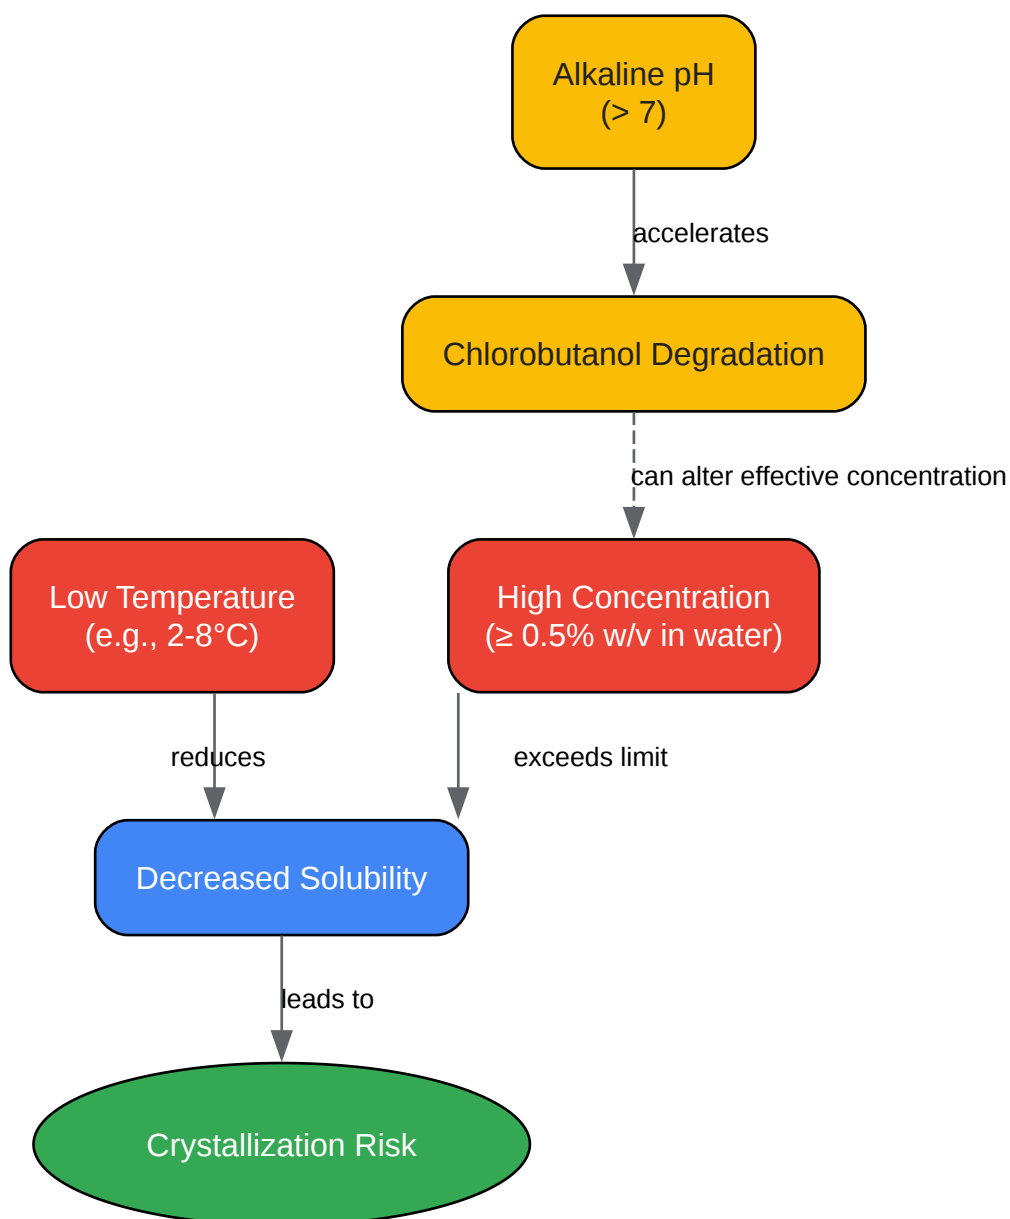 Alkaline pH
(> 7)
accelerates
Chlorobutanol Degradation
can alter effective concentration
Low Temperature
(e.g., 2-8°C)
High Concentration
(≥ 0.5% w/v in water)
reduces
exceeds limit
Decreased Solubility
leads to
Crystallization Risk